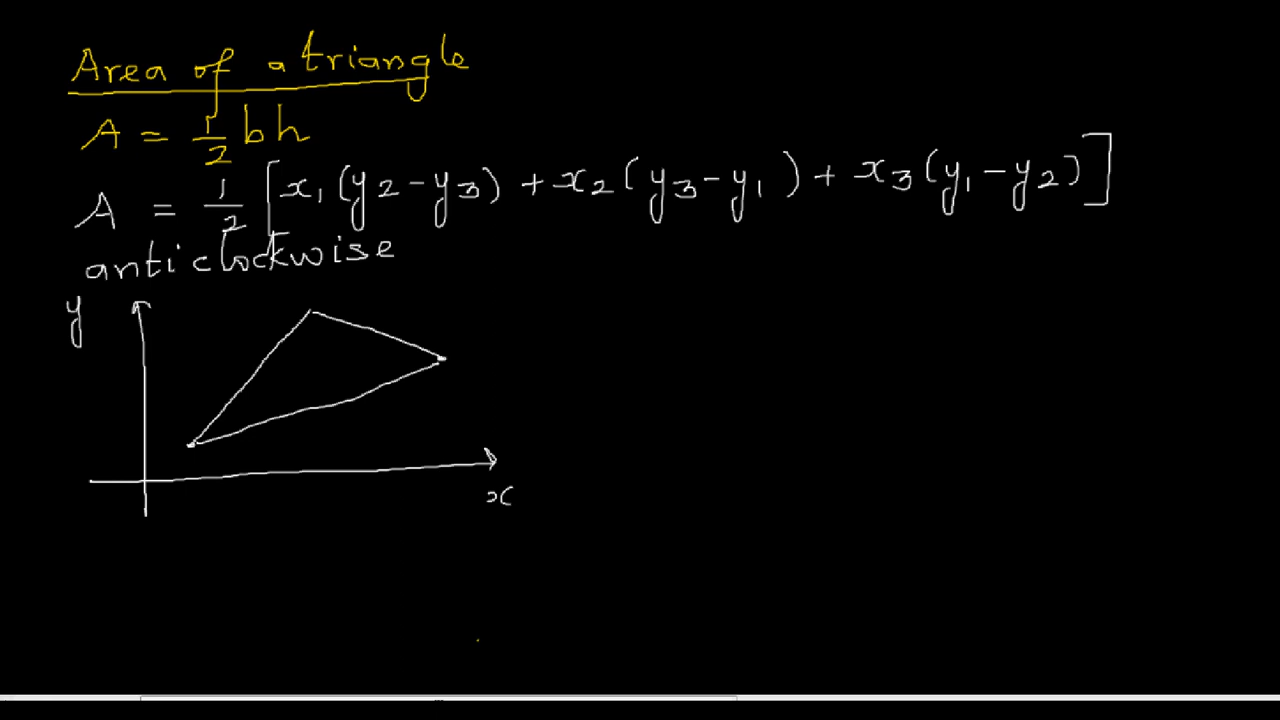 Area of a triangle
A = 1/2 bh
A = 1/2 [x₁(y₂-y₃) + x₂(y₃-y₁) + x₃(y₁-y₂)]
anticlockwise
y
x